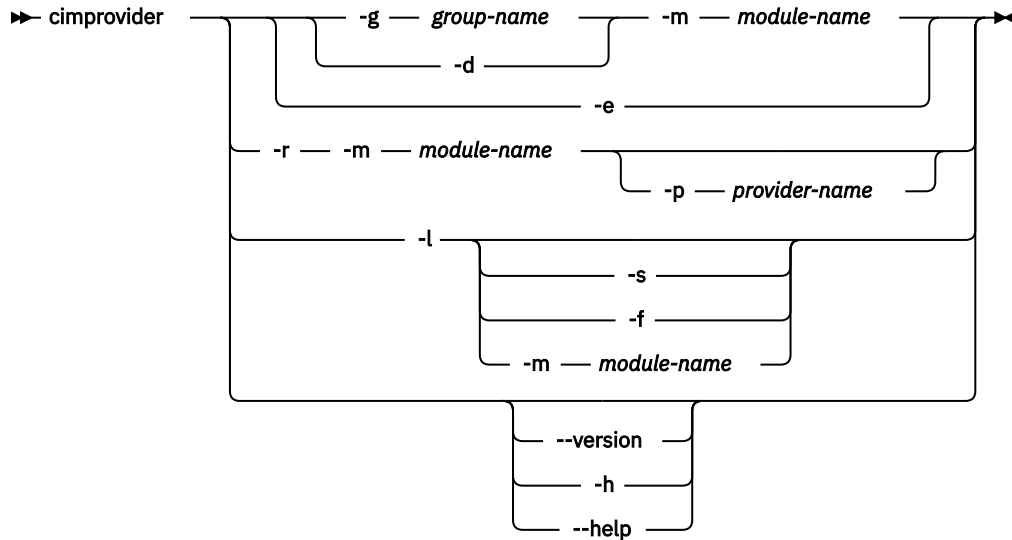 cimprovider -g group-name -m module-name
-d
-e
-r -m module-name
-p provider-name
-l
-s
-f
-m module-name
--version
-h
--help